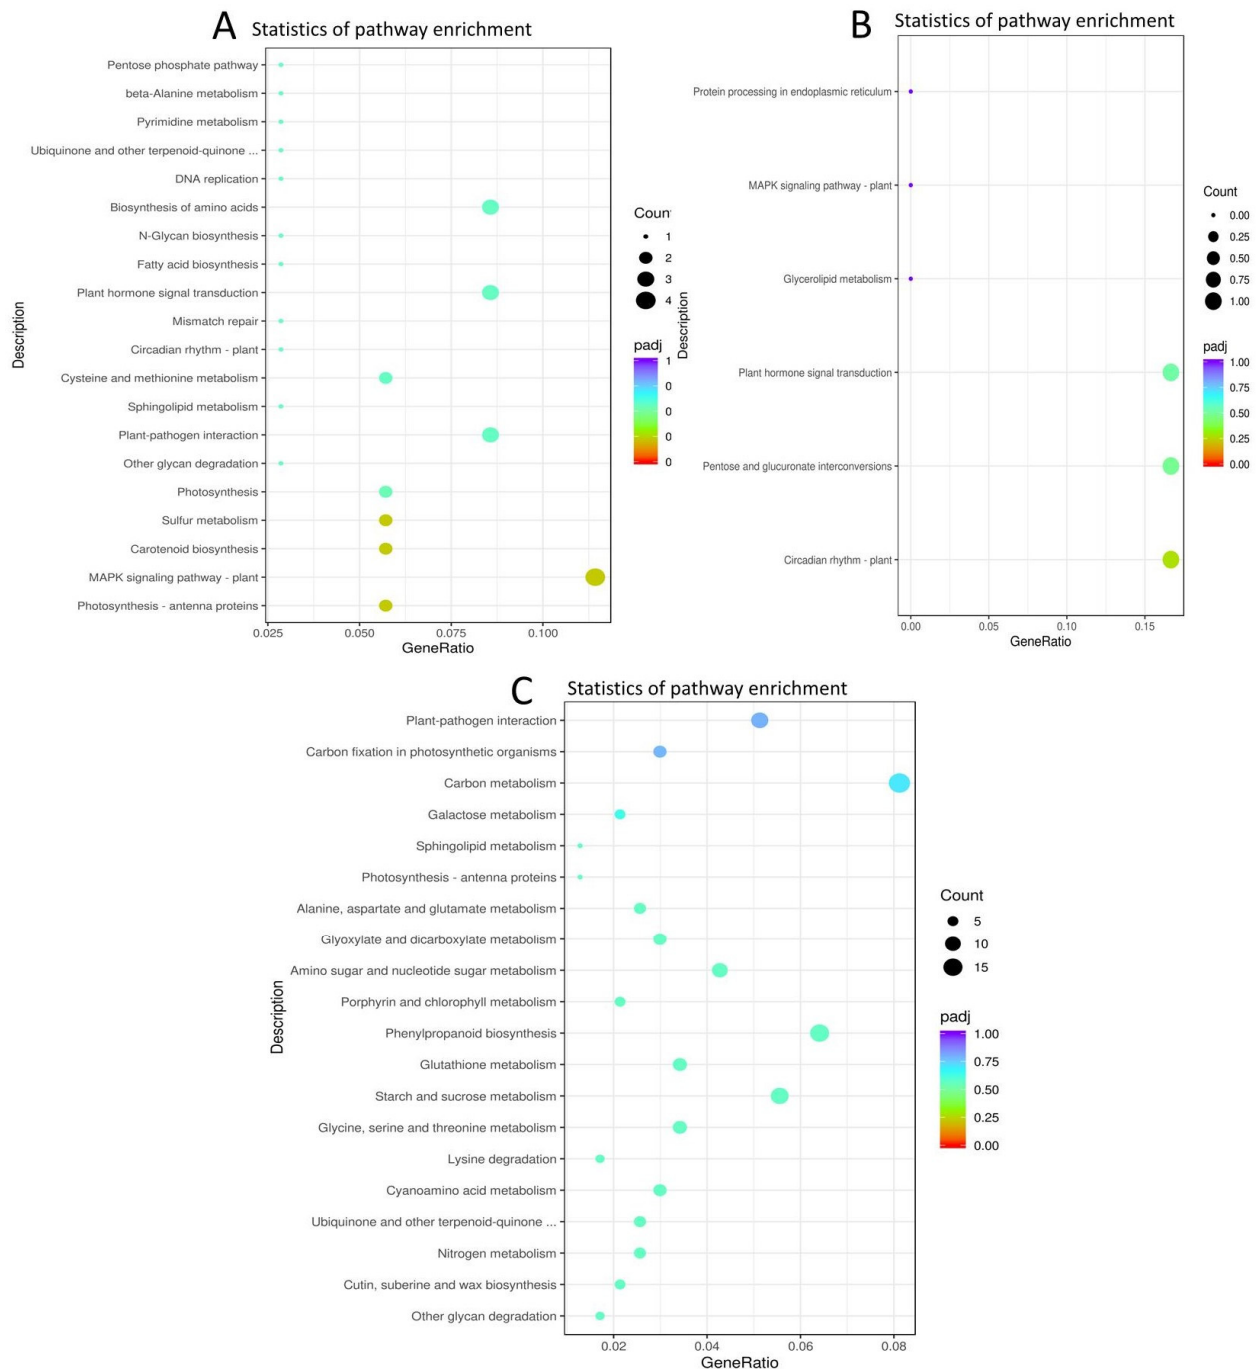 A Statistics of pathway enrichment
Pentose phosphate pathway
beta-Alanine metabolism
Pyrimidine metabolism
Ubiquinone and other terpenoid-quinone ...
DNA replication
Biosynthesis of amino acids
N-Glycan biosynthesis
Fatty acid biosynthesis
Plant hormone signal transduction
Mismatch repair
Circadian rhythm - plant
Cysteine and methionine metabolism
Sphingolipid metabolism
Plant-pathogen interaction
Other glycan degradation
Photosynthesis
Sulfur metabolism
Carotenoid biosynthesis
MAPK signaling pathway - plant
Photosynthesis - antenna proteins
Description
0.025 0.050 0.075 0.100
GeneRatio
Coun
1
2
3
4
padj
1
0
0
0
0
B Statistics of pathway enrichment
Protein processing in endoplasmic reticulum
MAPK signaling pathway - plant
Glycerolipid metabolism
Plant hormone signal transduction
Pentose and glucuronate interconversions
Circadian rhythm - plant
Description
0.00 0.05 0.10 0.15
GeneRatio
Count
0.00
0.25
0.50
0.75
1.00
padj
1.00
0.75
0.50
0.25
0.00
C Statistics of pathway enrichment
Plant-pathogen interaction
Carbon fixation in photosynthetic organisms
Carbon metabolism
Galactose metabolism
Sphingolipid metabolism
Photosynthesis - antenna proteins
Alanine, aspartate and glutamate metabolism
Glyoxylate and dicarboxylate metabolism
Amino sugar and nucleotide sugar metabolism
Porphyrin and chlorophyll metabolism
Phenylpropanoid biosynthesis
Glutathione metabolism
Starch and sucrose metabolism
Glycine, serine and threonine metabolism
Lysine degradation
Cyanoamino acid metabolism
Ubiquinone and other terpenoid-quinone ...
Nitrogen metabolism
Cutin, suberine and wax biosynthesis
Other glycan degradation
Description
0.02 0.04 0.06 0.08
GeneRatio
Count
5
10
15
padj
1.00
0.75
0.50
0.25
0.00